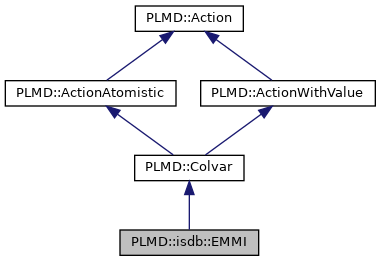 PLMD::Action
PLMD::ActionAtomistic
PLMD::ActionWithValue
PLMD::Colvar
PLMD::isdb::EMMI